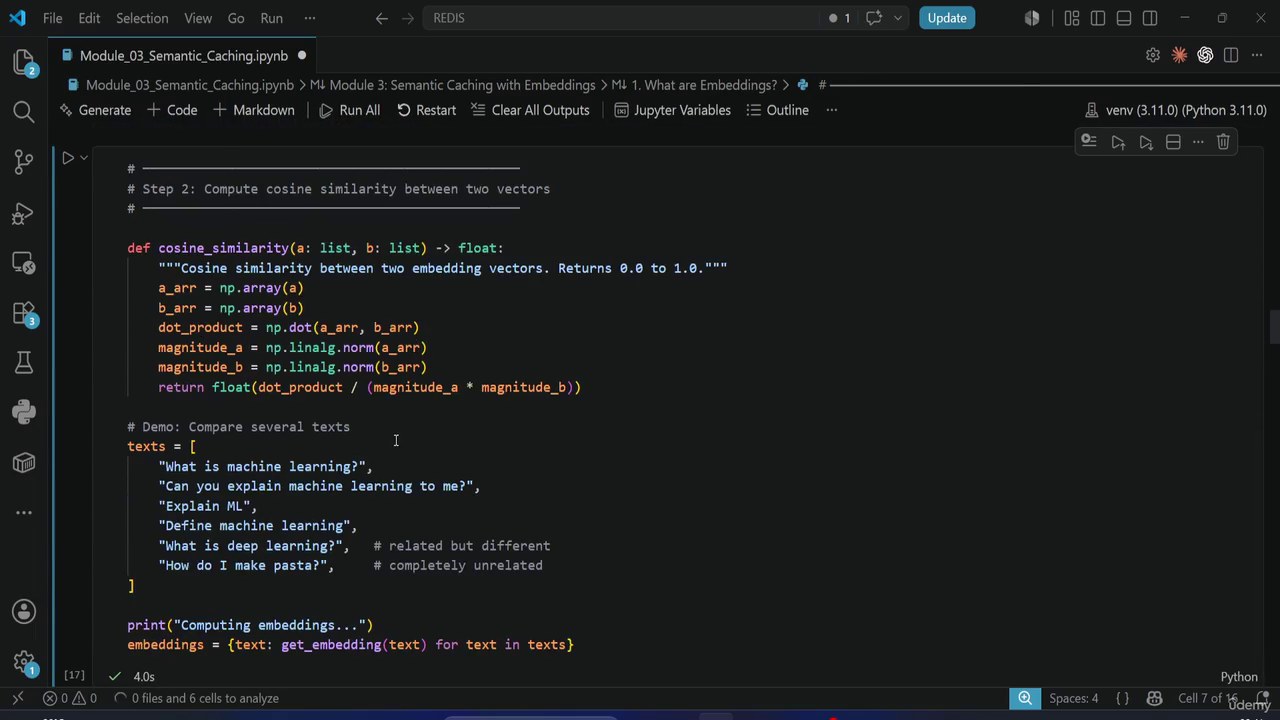 File Edit Selection View Go Run ··· REDIS 1 Update
Module_03_Semantic_Caching.ipynb
Module_03_Semantic_Caching.ipynb > M↓ Module 3: Semantic Caching with Embeddings > M↓ 1. What are Embeddings? > #
Generate + Code + Markdown Run All Restart Clear All Outputs Jupyter Variables Outline ··· venv (3.11.0) (Python 3.11.0)
2
3
1
# ─────────────────────────────────
# Step 2: Compute cosine similarity between two vectors
# ─────────────────────────────────
def cosine_similarity(a: list, b: list) -> float:
"""Cosine similarity between two embedding vectors. Returns 0.0 to 1.0."""
a_arr = np.array(a)
b_arr = np.array(b)
dot_product = np.dot(a_arr, b_arr)
magnitude_a = np.linalg.norm(a_arr)
magnitude_b = np.linalg.norm(b_arr)
return float(dot_product / (magnitude_a * magnitude_b))
# Demo: Compare several texts
texts = [
"What is machine learning?",
"Can you explain machine learning to me?",
"Explain ML",
"Define machine learning",
"What is deep learning?", # related but different
"How do I make pasta?", # completely unrelated
]
print("Computing embeddings...")
embeddings = {text: get_embedding(text) for text in texts}
[17] ✓ 4.0s Python
0 0 0 files and 6 cells to analyze Spaces: 4 { } Cell 7 of 16
udemy